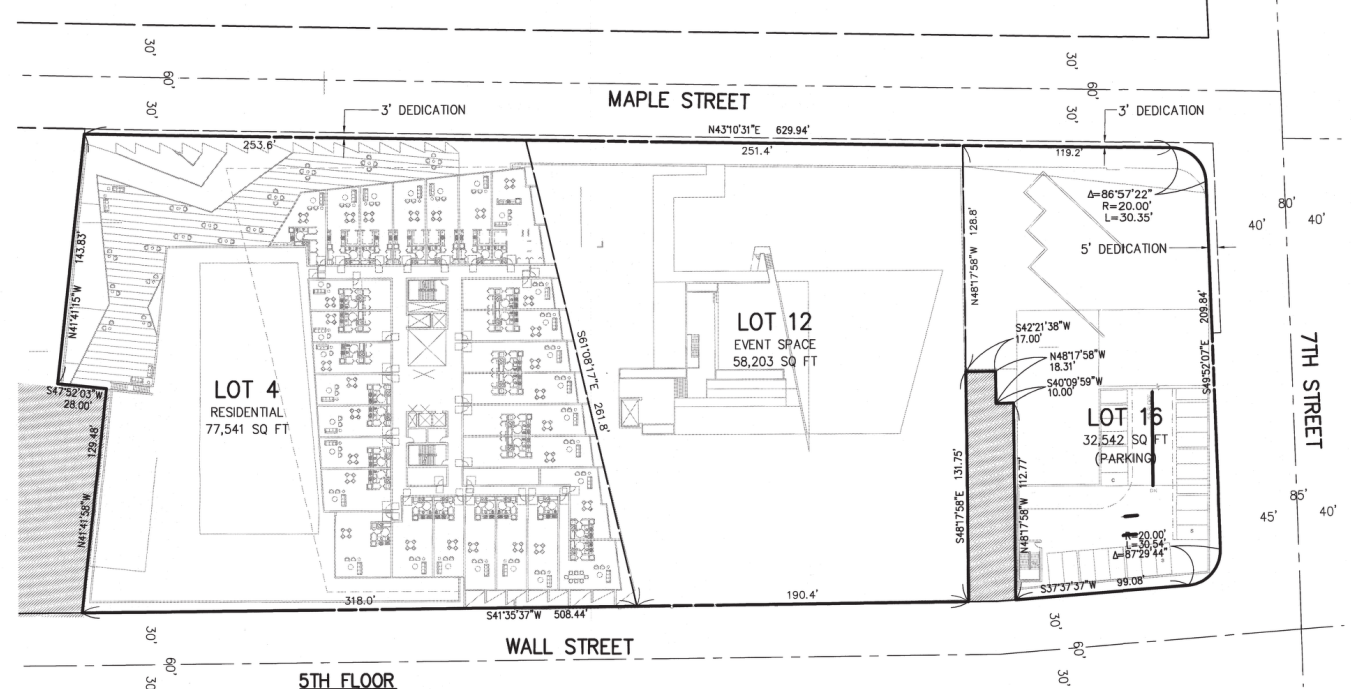 30'
60'
30'
30'
60'
30'
MAPLE STREET
3' DEDICATION
3' DEDICATION
N43°10'31"E 629.94'
253.6'
251.4'
119.2'
Δ=86°57'22"
R=20.00'
L=30.35'
80'
40'
40'
5' DEDICATION
143.83'
N41°41'15"W
N48°17'58"W 128.8'
209.84'
S49°52'07"E
7TH STREET
S61°08'17"E 261.8'
LOT 12
EVENT SPACE
58,203 SQ FT
S42°21'38"W
17.00'
N48°17'58"W
18.31'
S40°09'59"W
10.00'
S47°52'03"W
28.00'
LOT 4
RESIDENTIAL
77,541 SQ FT
LOT 16
32,542 SQ FT
(PARKING)
129.48'
N41°41'58"W
S48°17'58"E 131.75'
N48°17'58"W 112.77'
85'
45'
40'
R=20.00'
L=30.54'
Δ=87°29'44"
S37°37'37"W 99.08'
318.0'
190.4'
S41°35'37"W 508.44'
WALL STREET
30'
60'
30'
30'
60'
30'
5TH FLOOR